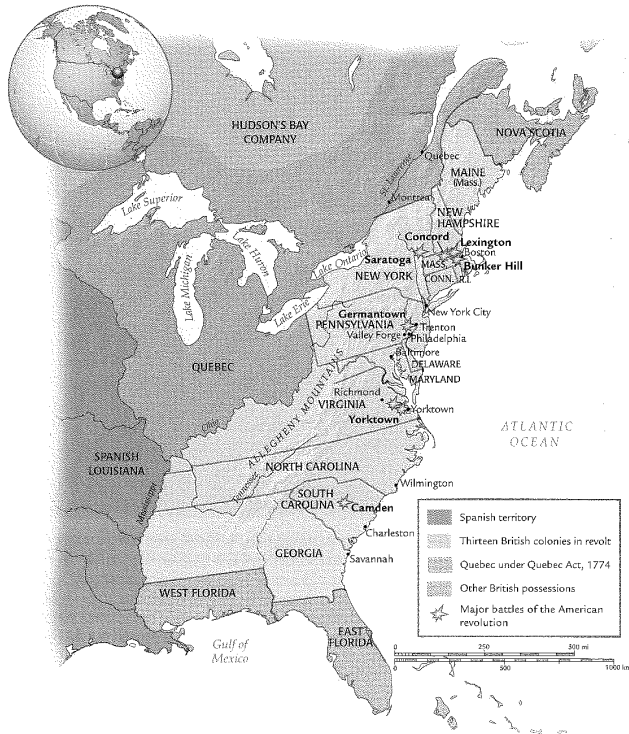 HUDSON'S BAY
COMPANY
NOVA SCOTIA
Quebec
St. Lawrence
MAINE
(Mass.)
Montreal
Lake Superior
NEW
HAMPSHIRE
Lake Huron
Lake Michigan
Concord
Lexington
Boston
Lake Ontario
Saratoga
MASS.
Bunker Hill
NEW YORK
CONN.
R.I.
Lake Erie
New York City
Germantown
PENNSYLVANIA
Trenton
Valley Forge
Philadelphia
Baltimore
DELAWARE
MARYLAND
QUEBEC
ALLEGHENY MOUNTAINS
Richmond
VIRGINIA
Yorktown
Yorktown
Ohio
ATLANTIC
OCEAN
SPANISH
LOUISIANA
Mississippi
NORTH CAROLINA
Tennessee
Wilmington
SOUTH
CAROLINA
Camden
Charleston
GEORGIA
Savannah
WEST FLORIDA
EAST
FLORIDA
Gulf of
Mexico
Spanish territory
Thirteen British colonies in revolt
Quebec under Quebec Act, 1774
Other British possessions
Major battles of the American
revolution
0 250 300 mi
0 500 1000 km